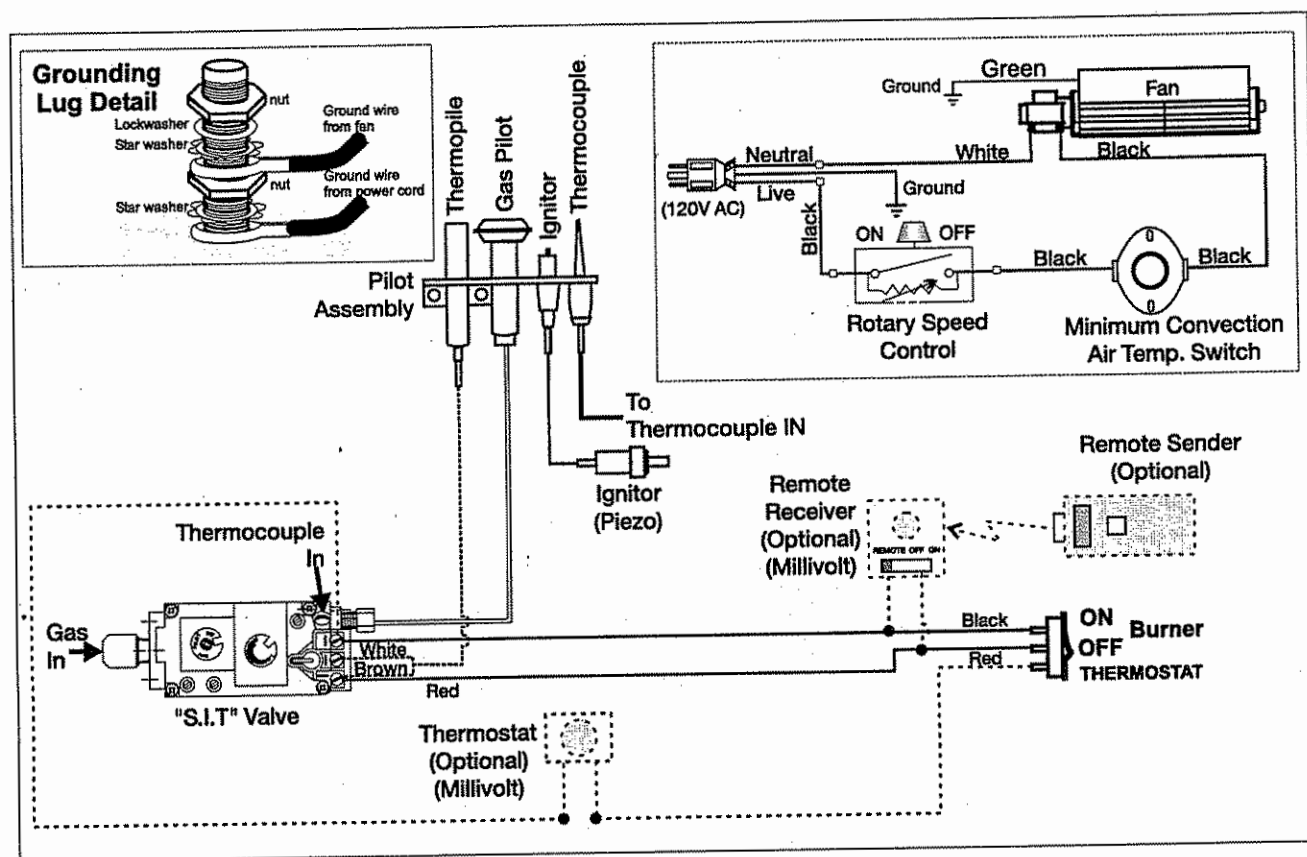 Grounding
Lug Detail
nut
Lockwasher
Star washer
Ground wire
from fan
nut
Ground wire
from power cord
Star washer
Thermopile
Gas Pilot
Ignitor
Thermocouple
Pilot
Assembly
To
Thermocouple IN
Ignitor
(Piezo)
Green
Ground
Fan
Neutral
White
Black
Live
Ground
(120V AC)
Black
ON
OFF
Black
Black
Rotary Speed
Control
Minimum Convection
Air Temp. Switch
Remote Sender
(Optional)
Remote
Receiver
(Optional)
(Millivolt)
REMOTE OFF ON
Thermocouple
In
Gas
In
White
Brown
Red
"S.I.T" Valve
Black
Red
ON
OFF
Burner
THERMOSTAT
Thermostat
(Optional)
(Millivolt)